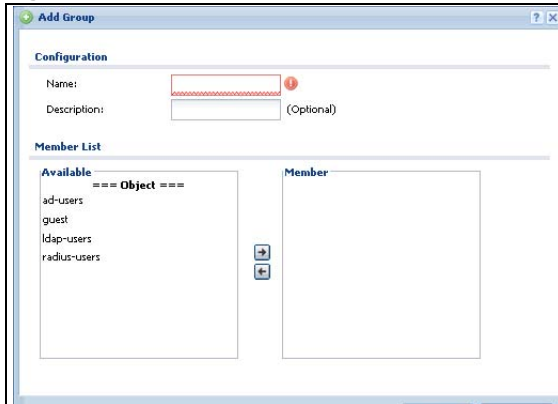 Add Group
Configuration
Name:
Description: (Optional)
Member List
Available Member
=== Object ===
ad-users
guest
ldap-users
radius-users